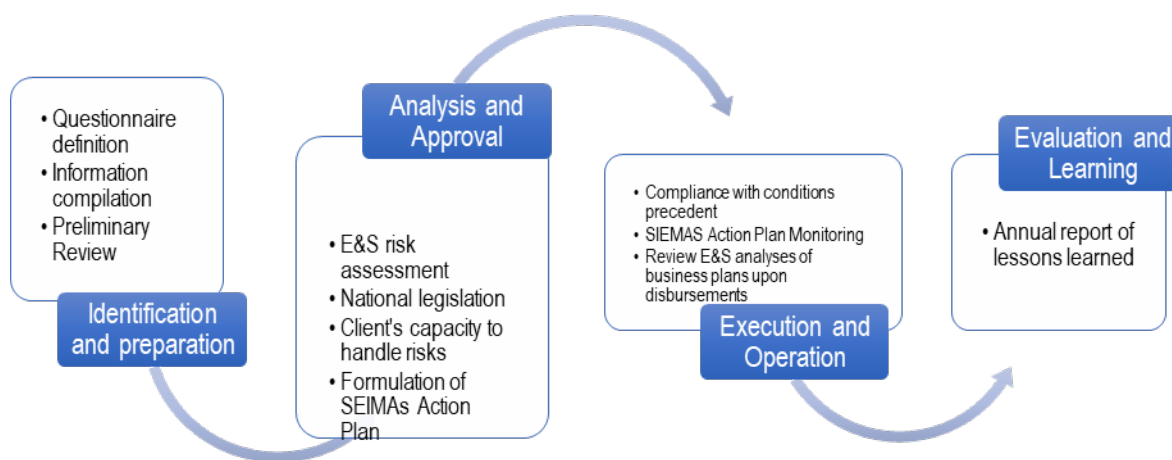 • Questionnaire
definition
• Information
compilation
• Preliminary
Review
Identification
and preparation
Analysis and
Approval
• E&S risk
assessment
• National legislation
• Client's capacity to
handle risks
• Formulation of
SEIMAs Action
Plan
• Compliance with conditions
precedent
• SIEMAS Action Plan Monitoring
• Review E&S analyses of
business plans upon
disbursements
Execution and
Operation
Evaluation and
Learning
• Annual report of
lessons learned